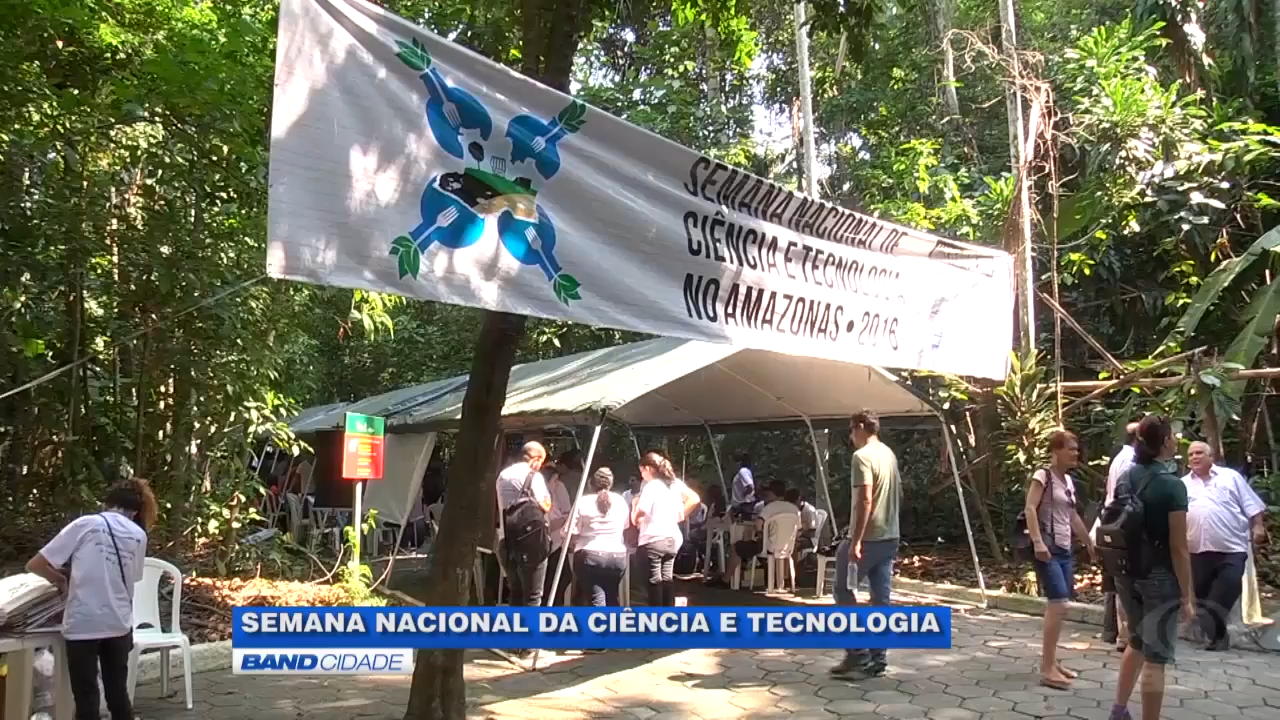 SEMANA NACIONAL DE
CIÊNCIA E TECNOLOGIA
NO AMAZONAS • 2016
SEMANA NACIONAL DA CIÊNCIA E TECNOLOGIA
BAND CIDADE